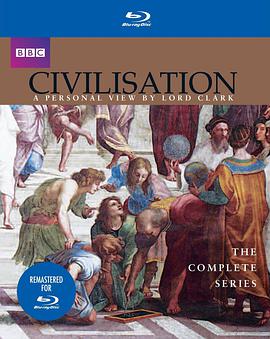 Blu-ray Disc
BBC
CIVILISATION
A PERSONAL VIEW BY LORD CLARK
THE
COMPLETE
SERIES
REMASTERED
FOR
Blu-ray Disc